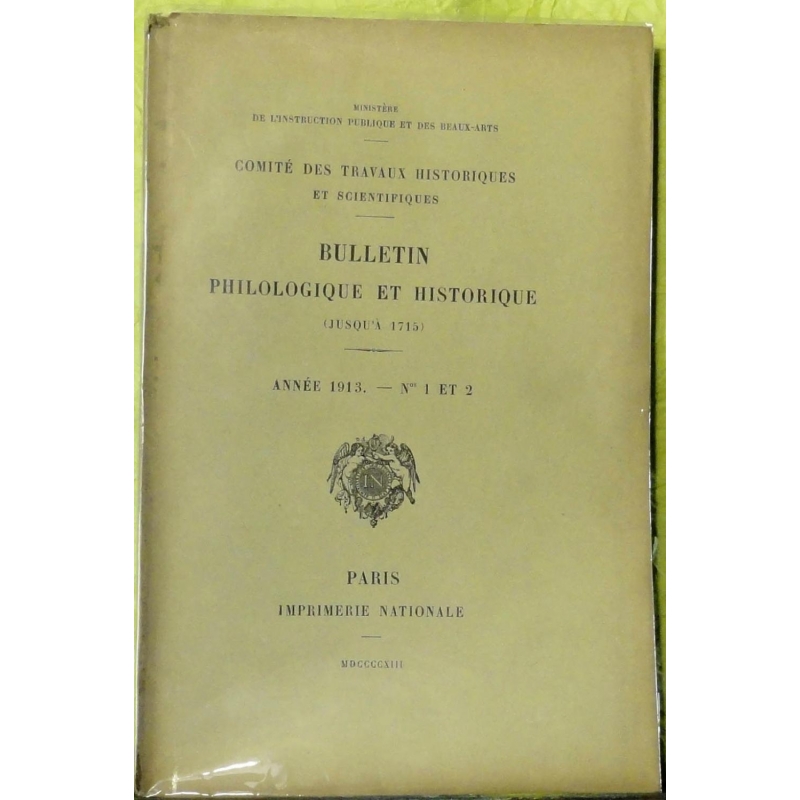 MINISTÈRE
DE L'INSTRUCTION PUBLIQUE ET DES BEAUX-ARTS
COMITÉ DES TRAVAUX HISTORIQUES
ET SCIENTIFIQUES
BULLETIN
PHILOLOGIQUE ET HISTORIQUE
(JUSQU'À 1715)
ANNÉE 1913. — Nos 1 ET 2
IN
PARIS
IMPRIMERIE NATIONALE
MDCCCCXIII